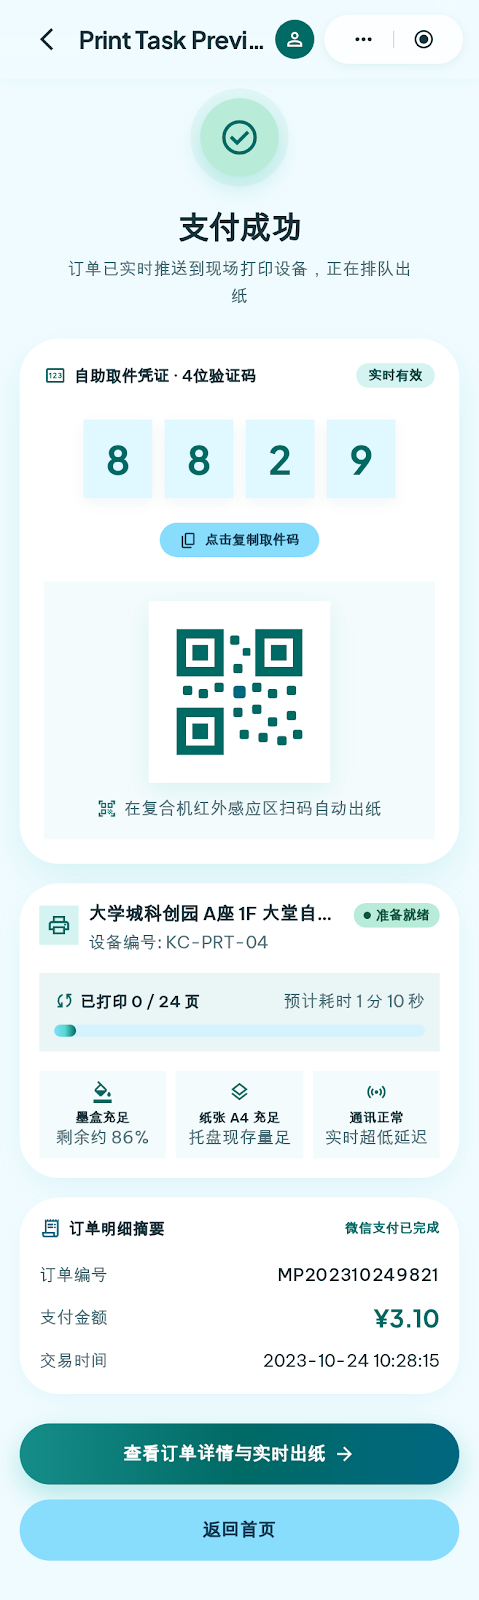 Print Task Previ...
支付成功
订单已实时推送到现场打印设备，正在排队出
纸
123 自助取件凭证 · 4位验证码 实时有效
8 8 2 9
点击复制取件码
在复合机红外感应区扫码自动出纸
大学城科创园 A座 1F 大堂自... 准备就绪
设备编号: KC-PRT-04
已打印 0 / 24 页 预计耗时 1 分 10 秒
墨盒充足 纸张 A4 充足 通讯正常
剩余约 86% 托盘现存量足 实时超低延迟
订单明细摘要 微信支付已完成
订单编号 MP202310249821
支付金额 ¥3.10
交易时间 2023-10-24 10:28:15
查看订单详情与实时出纸 →
返回首页